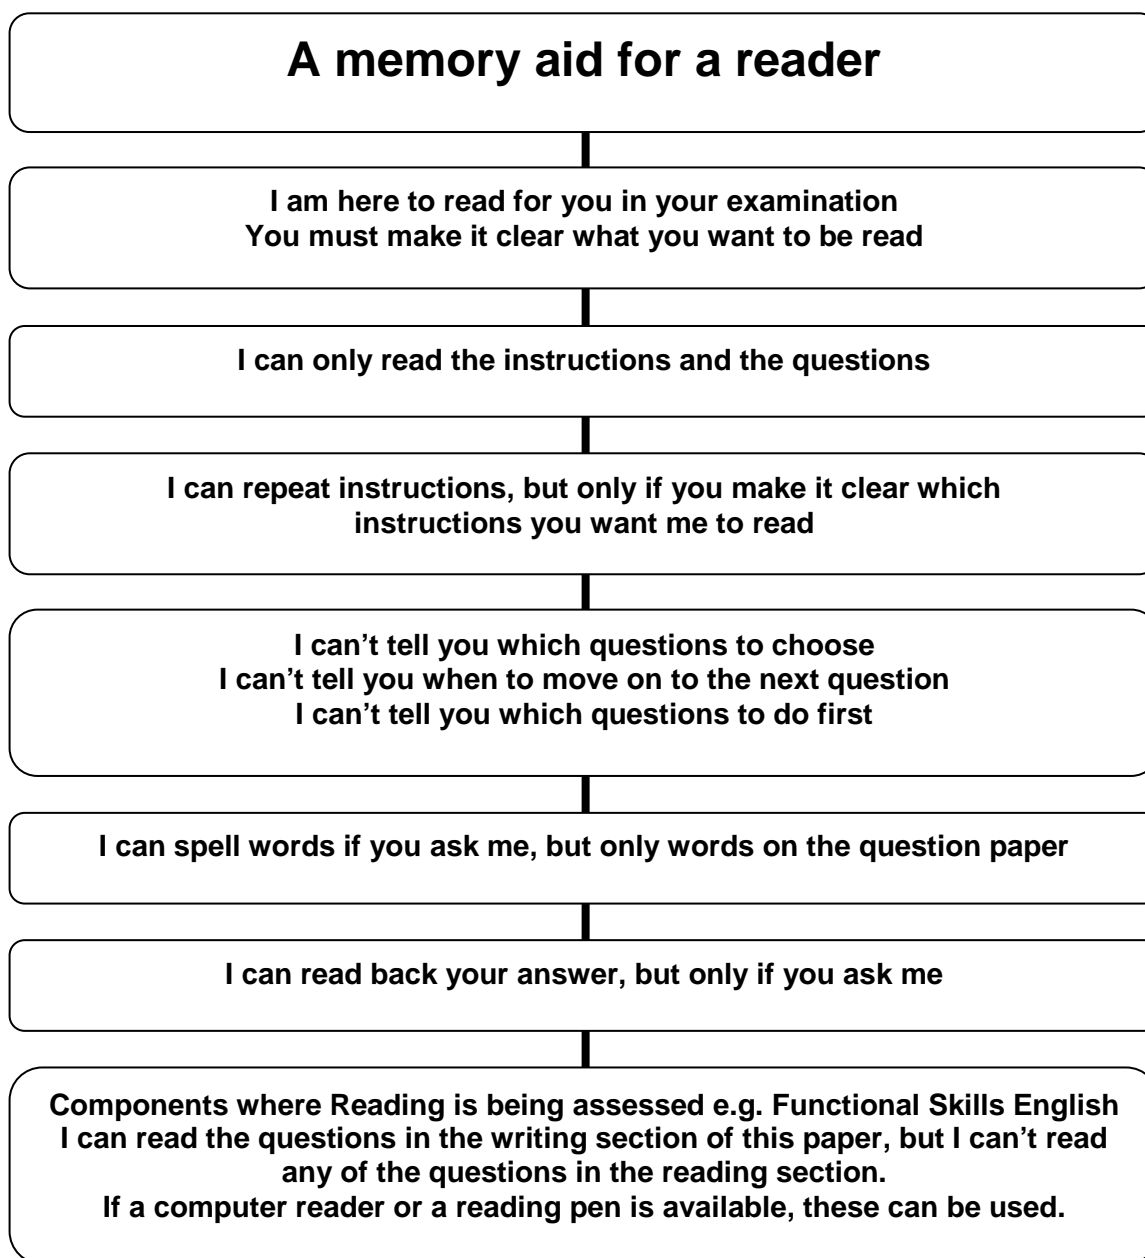 A memory aid for a reader
I am here to read for you in your examination
You must make it clear what you want to be read
I can only read the instructions and the questions
I can repeat instructions, but only if you make it clear which
instructions you want me to read
I can’t tell you which questions to choose
I can’t tell you when to move on to the next question
I can’t tell you which questions to do first
I can spell words if you ask me, but only words on the question paper
I can read back your answer, but only if you ask me
Components where Reading is being assessed e.g. Functional Skills English
I can read the questions in the writing section of this paper, but I can’t read
any of the questions in the reading section.
If a computer reader or a reading pen is available, these can be used.